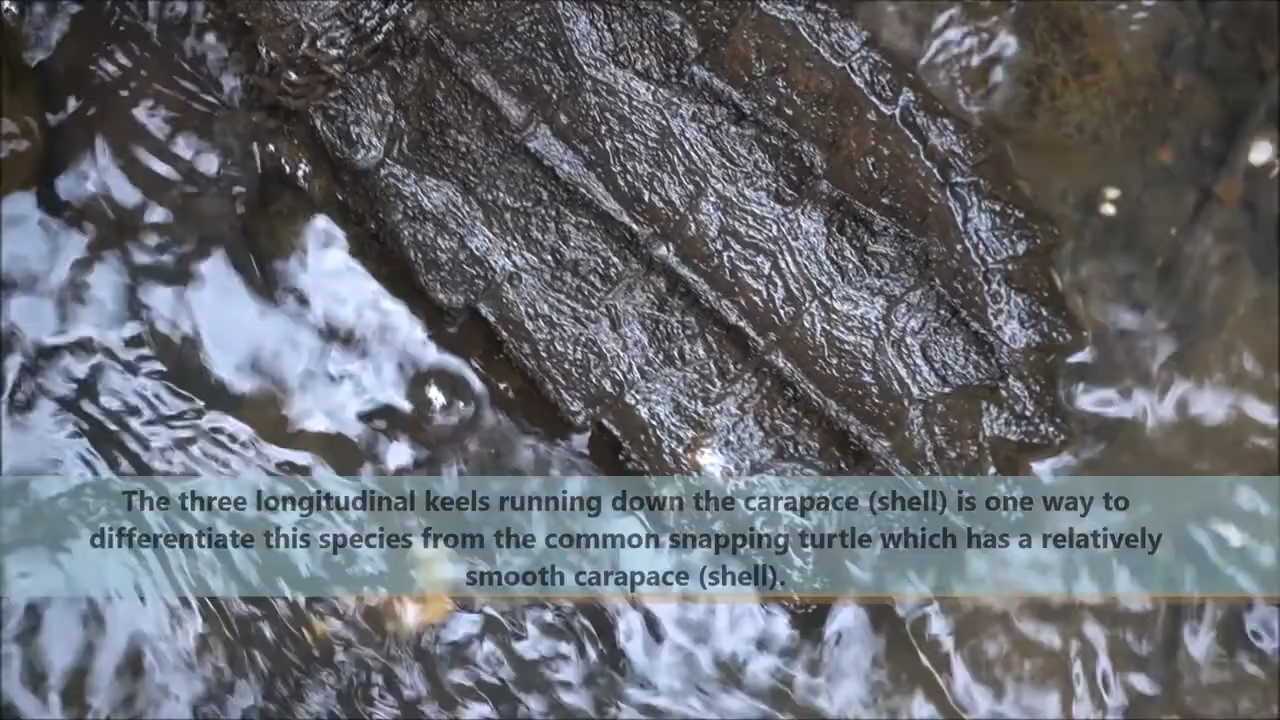 The three longitudinal keels running down the carapace (shell) is one way to
differentiate this species from the common snapping turtle which has a relatively
smooth carapace (shell).